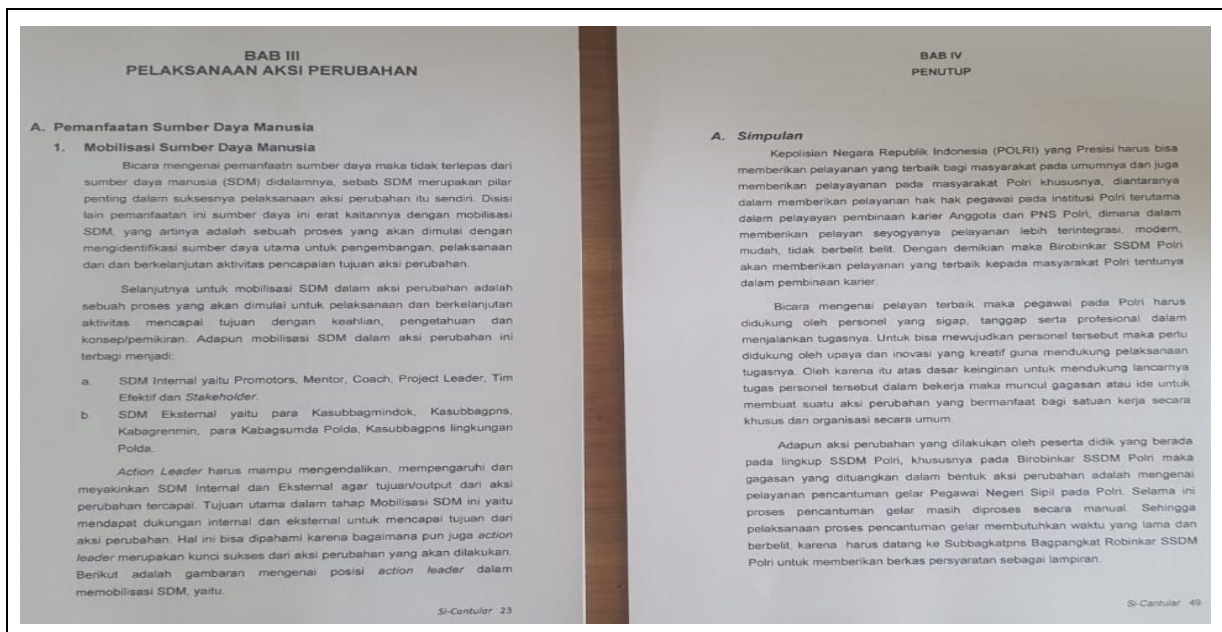 BAB III
PELAKSANAAN AKSI PERUBAHAN
A. Pemanfaatan Sumber Daya Manusia
1. Mobilisasi Sumber Daya Manusia
Bicara mengenai pemanfaatn sumber daya maka tidak terlepas dari
sumber daya manusia (SDM) didalamnya, sebab SDM merupakan pilar
penting dalam suksesnya pelaksanaan aksi perubahan itu sendiri. Disisi
lain pemanfaatan ini sumber daya ini erat kaitannya dengan mobilisasi
SDM, yang artinya adalah sebuah proses yang akan dimulai dengan
mengidentifikasi sumber daya utama untuk pengembangan, pelaksanaan
dan dan berkelanjutan aktivitas pencapaian tujuan aksi perubahan.
Selanjutnya untuk mobilisasi SDM dalam aksi perubahan adalah
sebuah proses yang akan dimulai untuk pelaksanaan dan berkelanjutan
aktivitas mencapai tujuan dengan keahlian, pengetahuan dan
konsep/pemikiran. Adapun mobilisasi SDM dalam aksi perubahan ini
terbagi menjadi:
a. SDM Internal yaitu Promotors, Mentor, Coach, Project Leader, Tim
Efektif dan Stakeholder.
b. SDM Eksternal yaitu para Kasubbagmindok, Kasubbagpns,
Kabagrenmin, para Kabagsumda Polda, Kasubbagpns lingkungan
Polda.
Action Leader harus mampu mengendalikan, mempengaruhi dan
meyakinkan SDM Internal dan Eksternal agar tujuan/output dari aksi
perubahan tercapai. Tujuan utama dalam tahap Mobilisasi SDM ini yaitu
mendapat dukungan internal dan eksternal untuk mencapai tujuan dari
aksi perubahan. Hal ini bisa dipahami karena bagaimana pun juga action
leader merupakan kunci sukses dari aksi perubahan yang akan dilakukan.
Berikut adalah gambaran mengenai posisi action leader dalam
memobilisasi SDM, yaitu.
Si-Cantular 23
BAB IV
PENUTUP
A. Simpulan
Kepolisian Negara Republik Indonesia (POLRI) yang Presisi harus bisa
memberikan pelayanan yang terbaik bagi masyarakat pada umumnya dan juga
memberikan pelayayanan pada masyarakat Polri khususnya, diantaranya
dalam memberikan pelayanan hak hak pegawai pada institusi Polri terutama
dalam pelayayan pembinaan karier Anggota dan PNS Polri, dimana dalam
memberikan pelayan seyogyanya pelayanan lebih terintegrasi, modern,
mudah, tidak berbelit belit. Dengan demikian maka Birobinkar SSDM Polri
akan memberikan pelayanan yang terbaik kepada masyarakat Polri tentunya
dalam pembinaan karier.
Bicara mengenai pelayan terbaik maka pegawai pada Polri harus
didukung oleh personel yang sigap, tanggap serta profesional dalam
menjalankan tugasnya. Untuk bisa mewujudkan personel tersebut maka perlu
didukung oleh upaya dan inovasi yang kreatif guna mendukung pelaksanaan
tugasnya. Oleh karena itu atas dasar keinginan untuk mendukung lancarnya
tugas personel tersebut dalam bekerja maka muncul gagasan atau ide untuk
membuat suatu aksi perubahan yang bermanfaat bagi satuan kerja secara
khusus dan organisasi secara umum.
Adapun aksi perubahan yang dilakukan oleh peserta didik yang berada
pada lingkup SSDM Polri, khususnya pada Birobinkar SSDM Polri maka
gagasan yang dituangkan dalam bentuk aksi perubahan adalah mengenai
pelayanan pencantuman gelar Pegawai Negeri Sipil pada Polri. Selama ini
proses pencantuman gelar masih diproses secara manual. Sehingga
pelaksanaan proses pencantuman gelar membutuhkan waktu yang lama dan
berbelit, karena harus datang ke Subbagkatpns Bagpangkat Robinkar SSDM
Polri untuk memberikan berkas persyaratan sebagai lampiran.
Si-Cantular 49